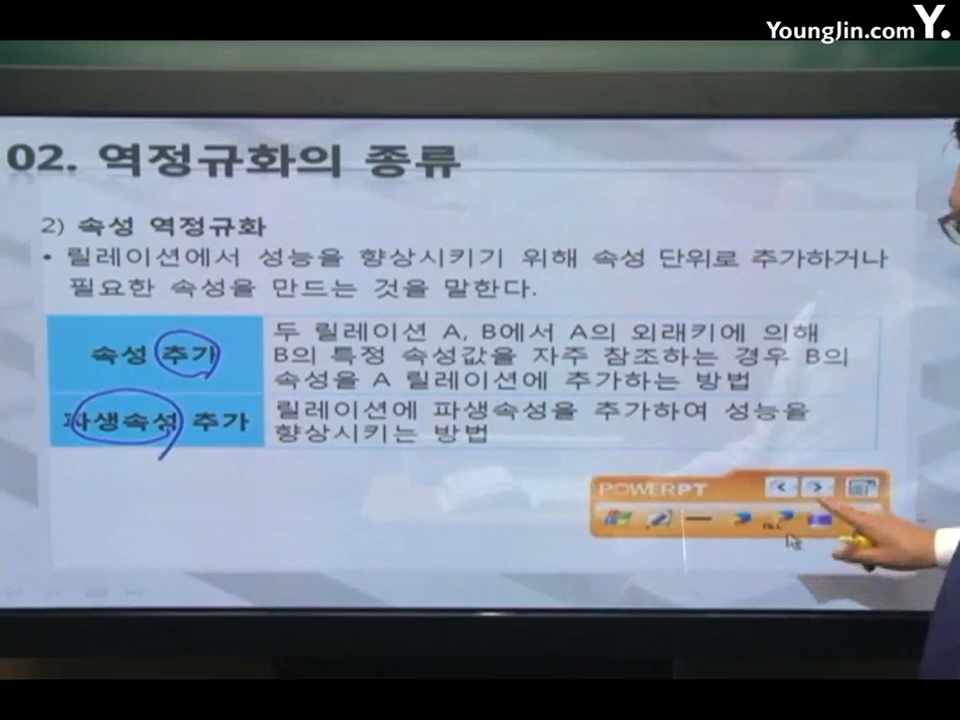 YoungJin.com Y.
02. 역정규화의 종류
2) 속성 역정규화
• 릴레이션에서 성능을 향상시키기 위해 속성 단위로 추가하거나
필요한 속성을 만드는 것을 말한다.
속성 추가
두 릴레이션 A, B에서 A의 외래키에 의해
B의 특정 속성값을 자주 참조하는 경우 B의
속성을 A 릴레이션에 추가하는 방법
파생속성 추가
릴레이션에 파생속성을 추가하여 성능을
향상시키는 방법
POWERPT